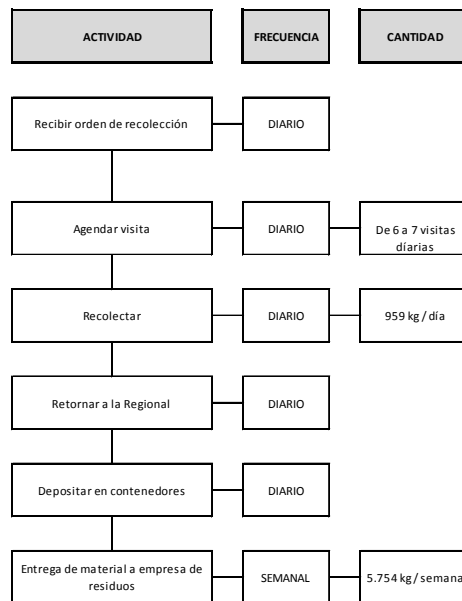 ACTIVIDAD FRECUENCIA CANTIDAD
Recibir orden de recolección DIARIO
Agendar visita DIARIO De 6 a 7 visitas
díarias
Recolectar DIARIO 959 kg / día
Retornar a la Regional DIARIO
Depositar en contenedores DIARIO
Entrega de material a empresa de
residuos SEMANAL 5.754 kg / semana